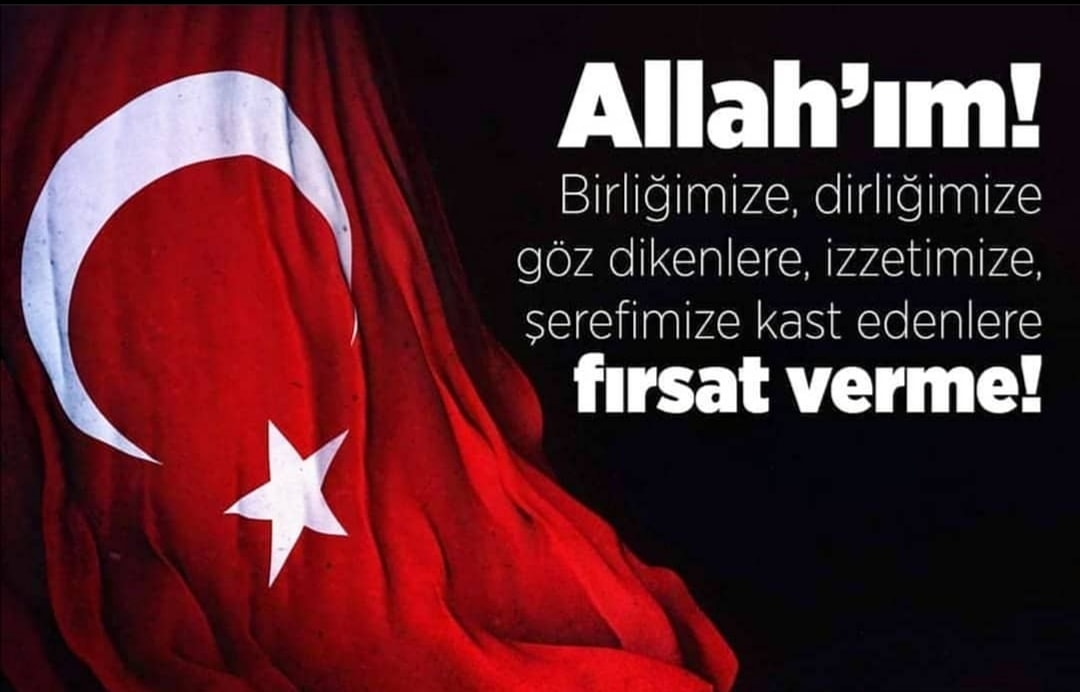 Allah’ım!
Birliğimize, dirliğimize
göz dikenlere, izzetimize,
şerefimize kast edenlere
fırsat verme!